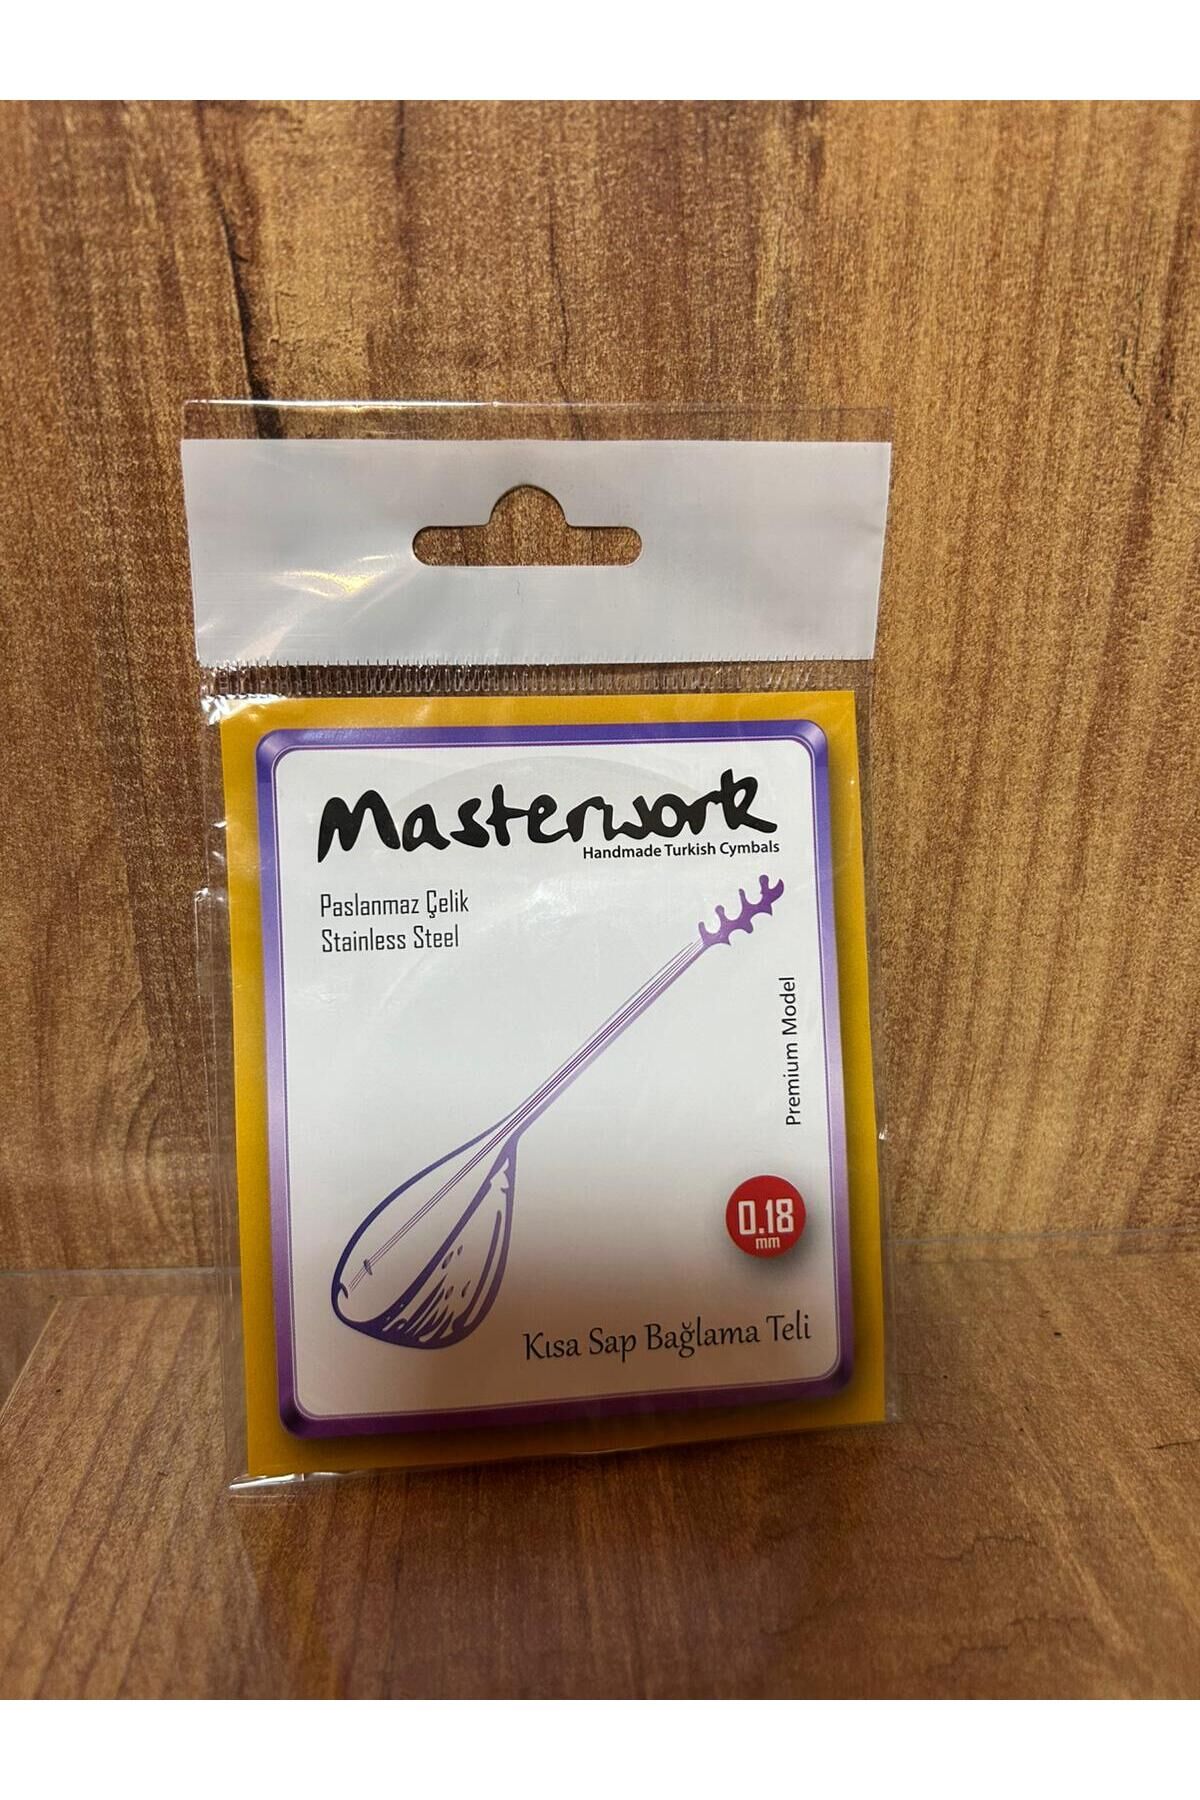 Masterwork
Handmade Turkish Cymbals
Paslanmaz Çelik
Stainless Steel
Premium Model
0.18
mm
Kısa Sap Bağlama Teli